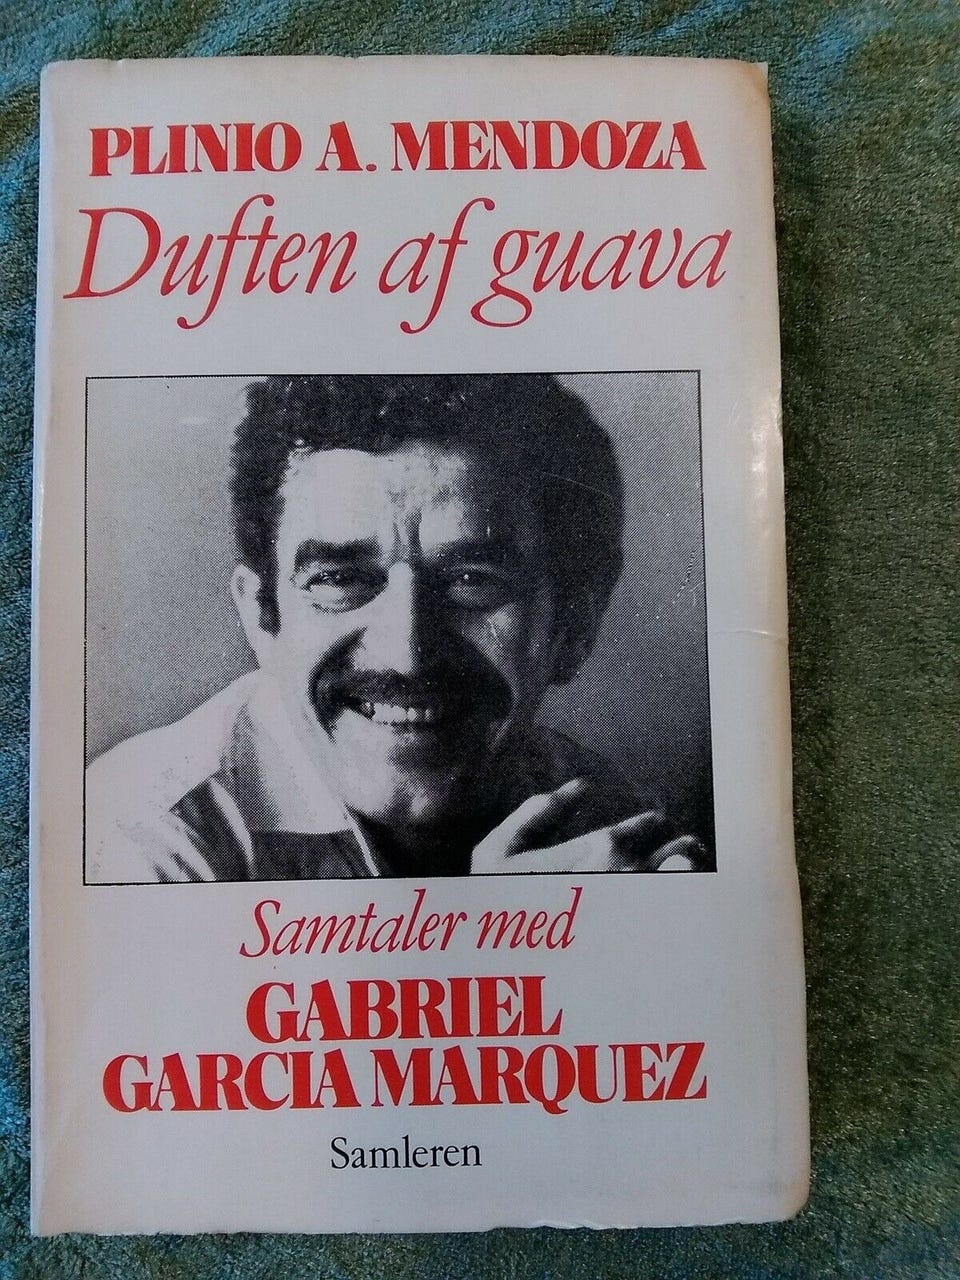 PLINIO A. MENDOZA
Duften af guava
Samtaler med
GABRIEL
GARCIA MARQUEZ
Samleren